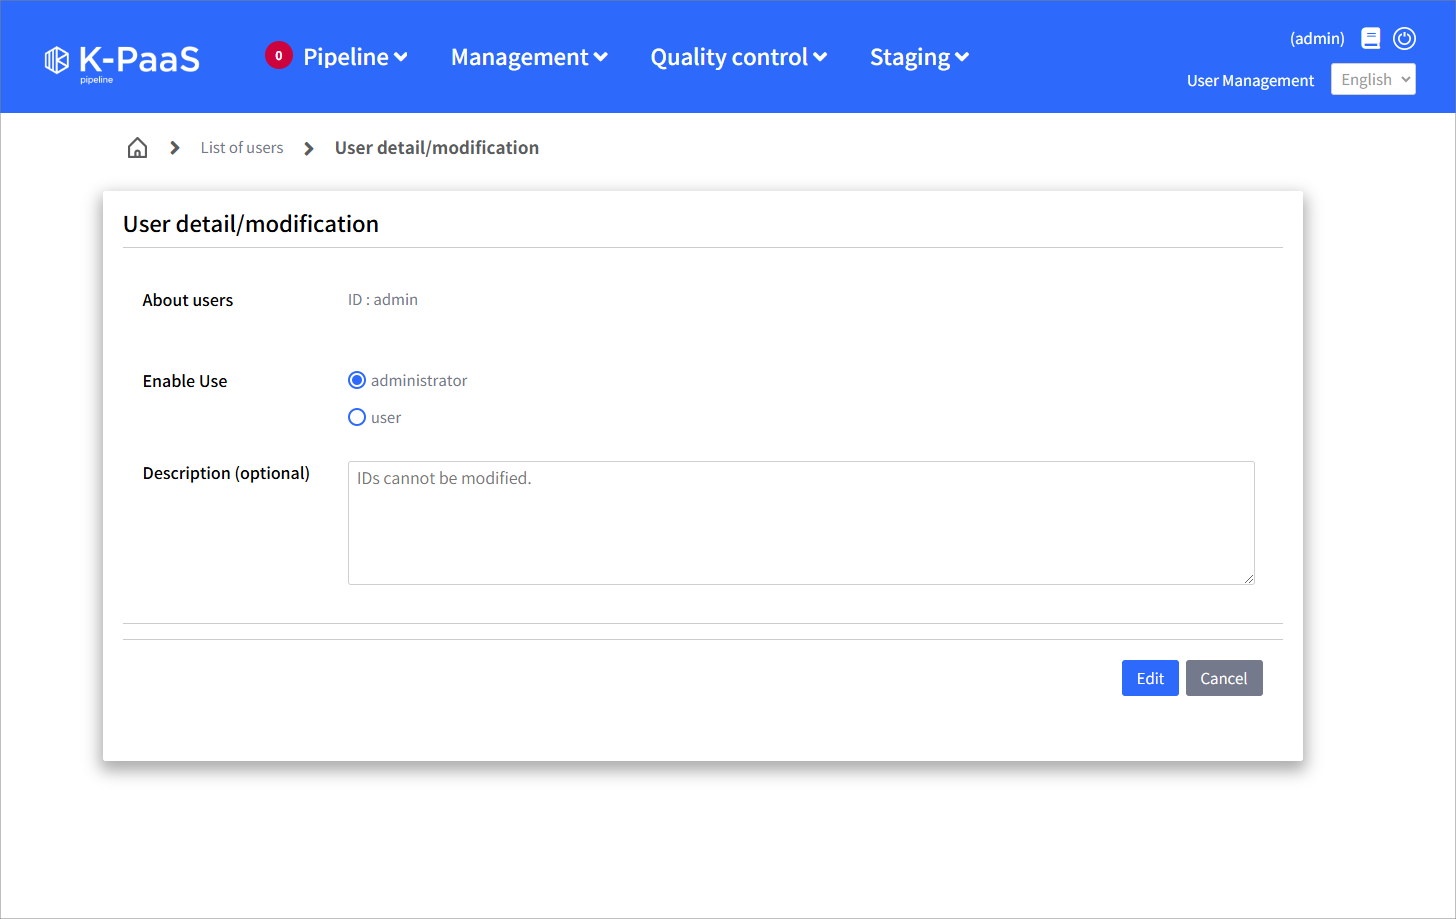 K-PaaS
pipeline
0 Pipeline Management Quality control Staging
(admin)
User Management English
List of users User detail/modification
User detail/modification
About users ID : admin
Enable Use administrator
user
Description (optional) IDs cannot be modified.
Edit Cancel